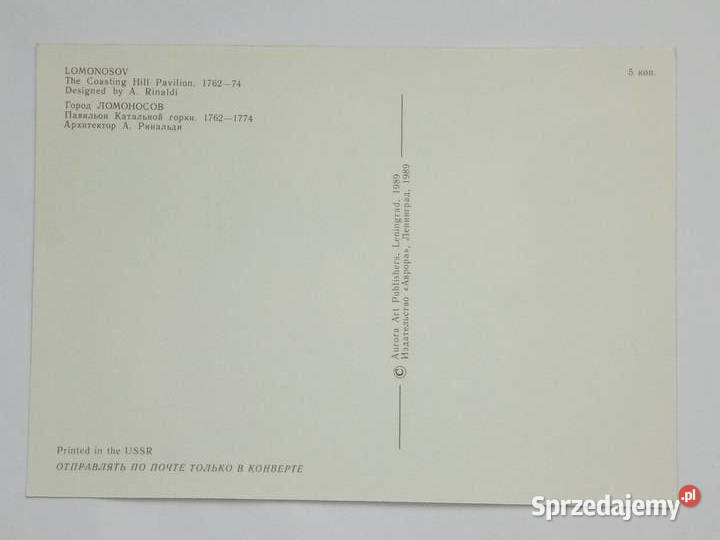 LOMONOSOV
The Coasting Hill Pavilion. 1762—74
Designed by A. Rinaldi
Город ЛОМОНОСОВ
Павильон Катальной горки. 1762—1774
Архитектор А. Ринальди
5 коп.
© Aurora Art Publishers, Leningrad, 1989
Издательство «Аврора», Ленинград, 1989
Printed in the USSR
ОТПРАВЛЯТЬ ПО ПОЧТЕ ТОЛЬКО В КОНВЕРТЕ
Sprzedajemy.pl